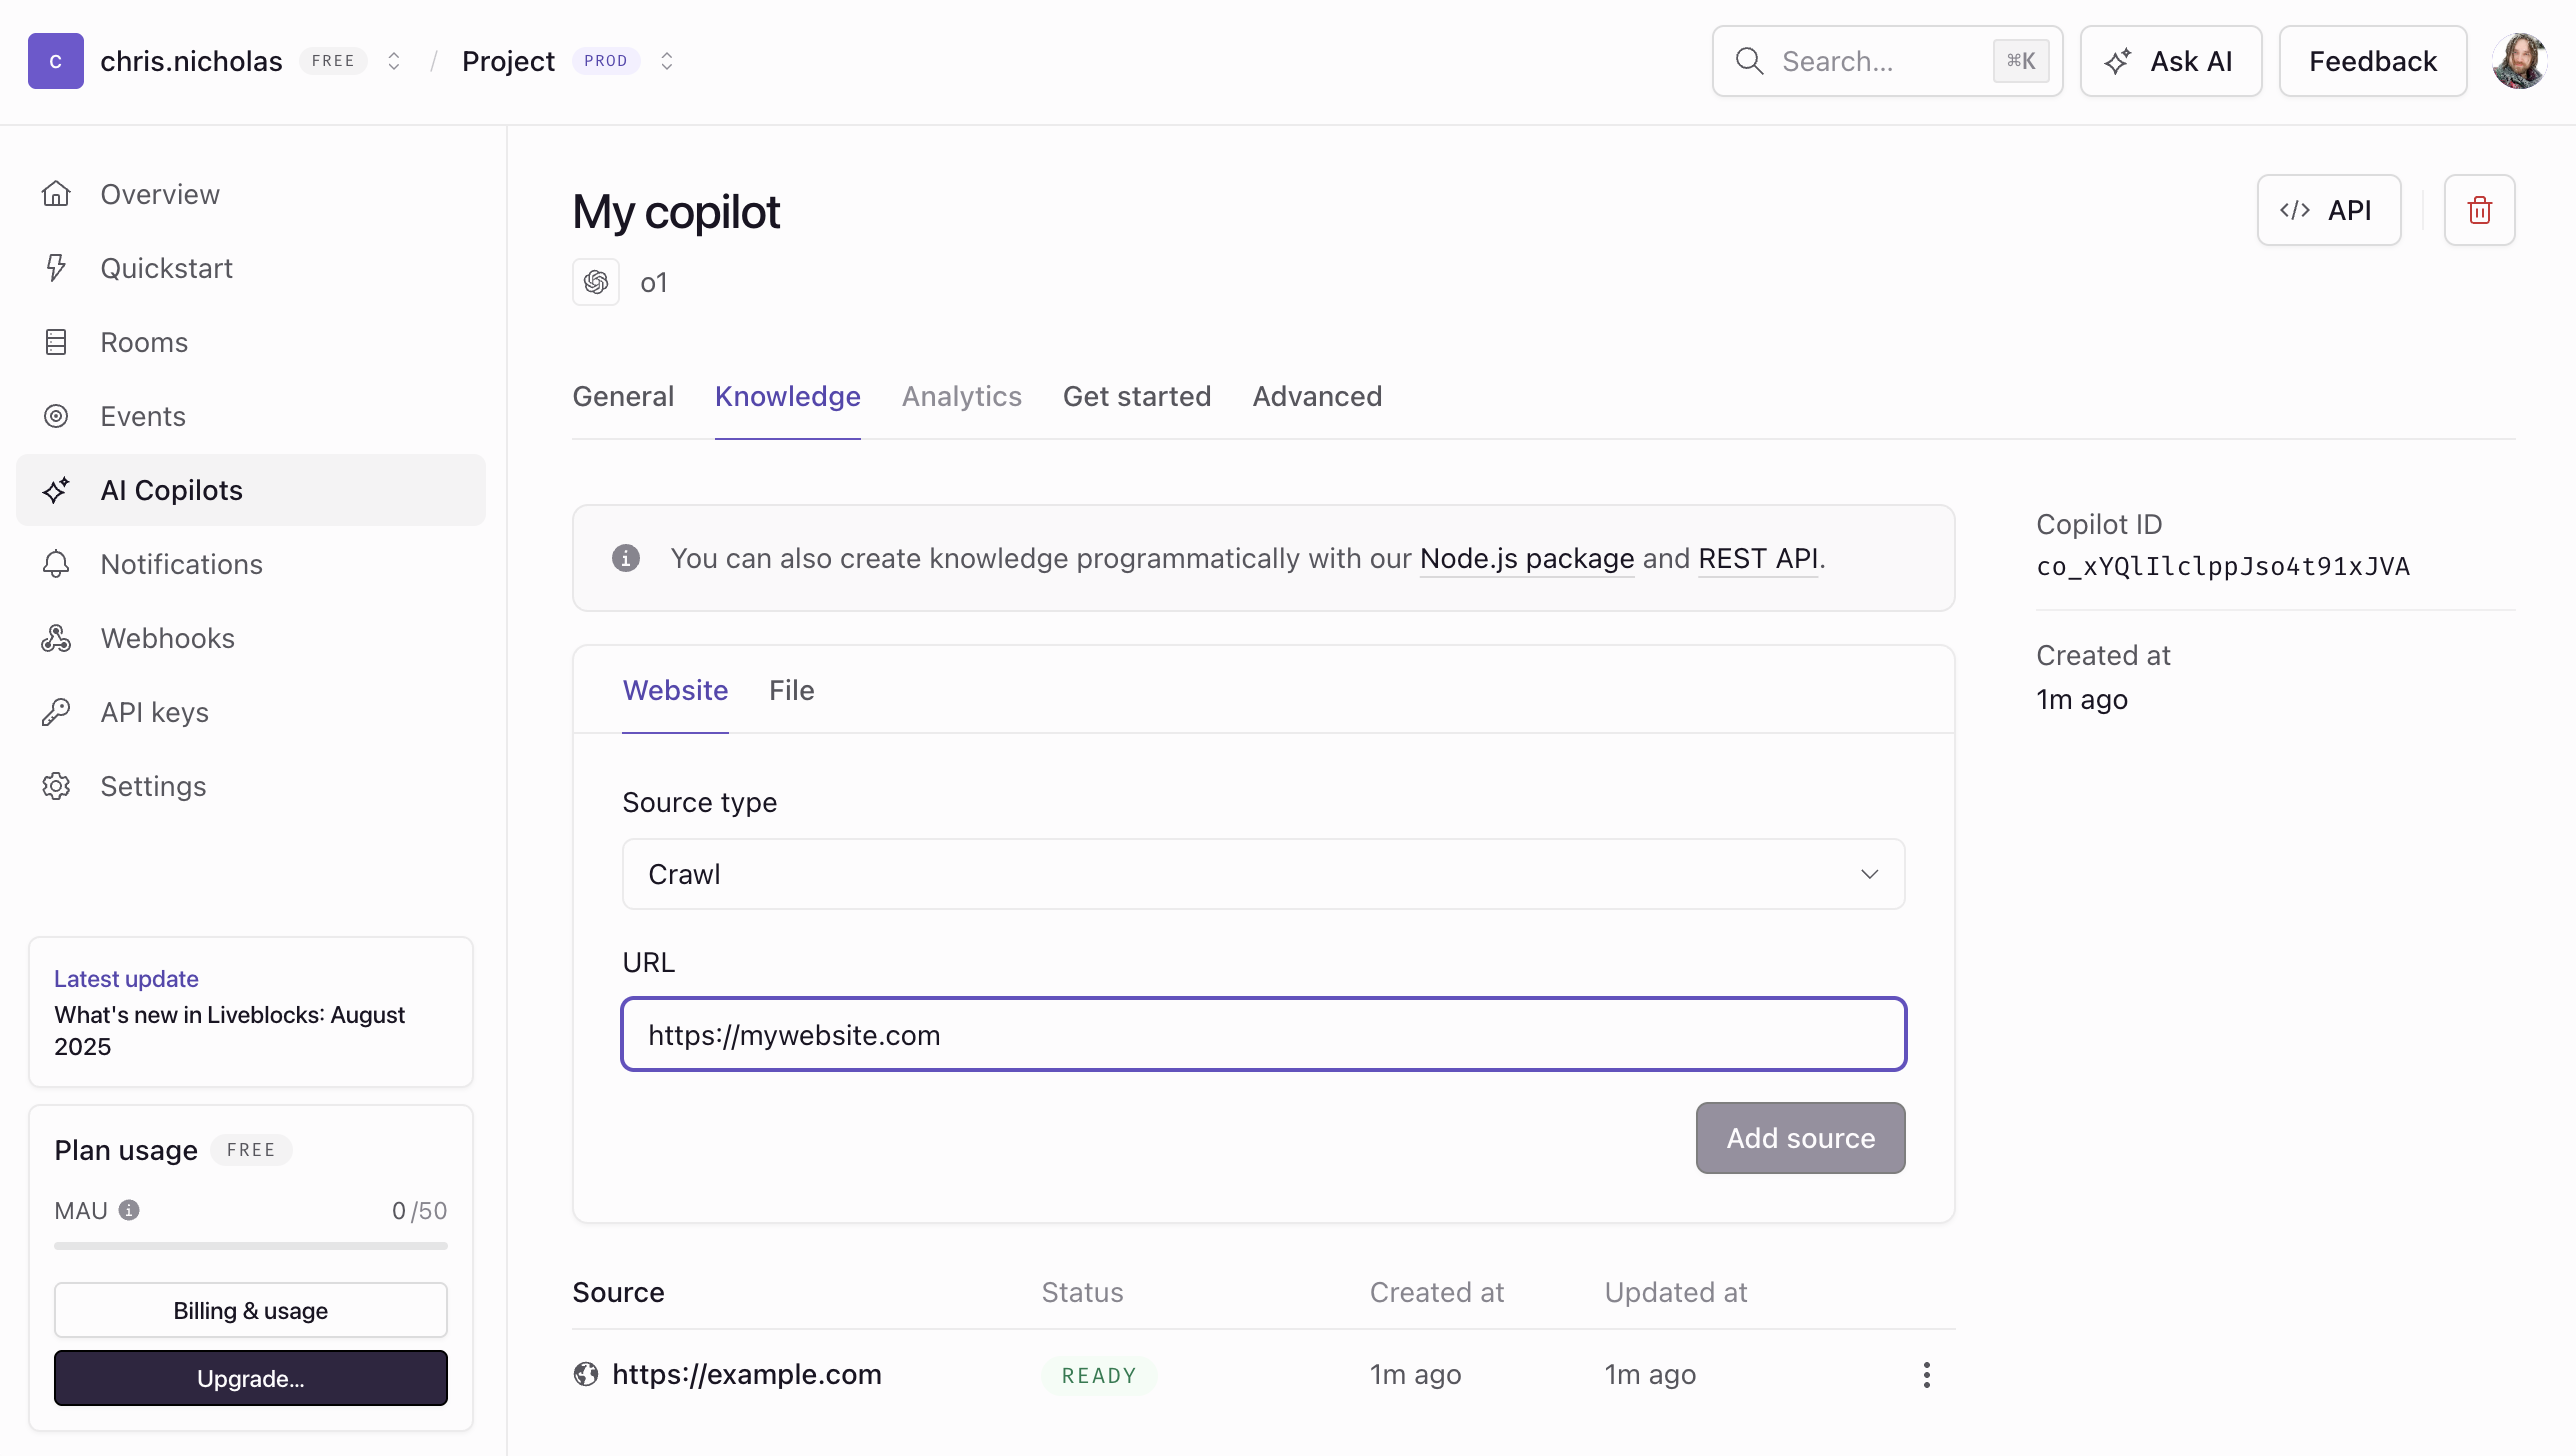 C chris.nicholas FREE / Project PROD Search... ⌘K Ask AI Feedback
Overview
Quickstart
Rooms
Events
AI Copilots
Notifications
Webhooks
API keys
Settings
Latest update
What's new in Liveblocks: August
2025
Plan usage FREE
MAU 0 /50
Billing & usage
Upgrade...
My copilot
API
o1
General Knowledge Analytics Get started Advanced
You can also create knowledge programmatically with our Node.js package and REST API.
Website File
Source type
Crawl
URL
https://mywebsite.com
Add source
Source Status Created at Updated at
https://example.com READY 1m ago 1m ago
Copilot ID
co_xYQlIlclppJso4t91xJVA
Created at
1m ago